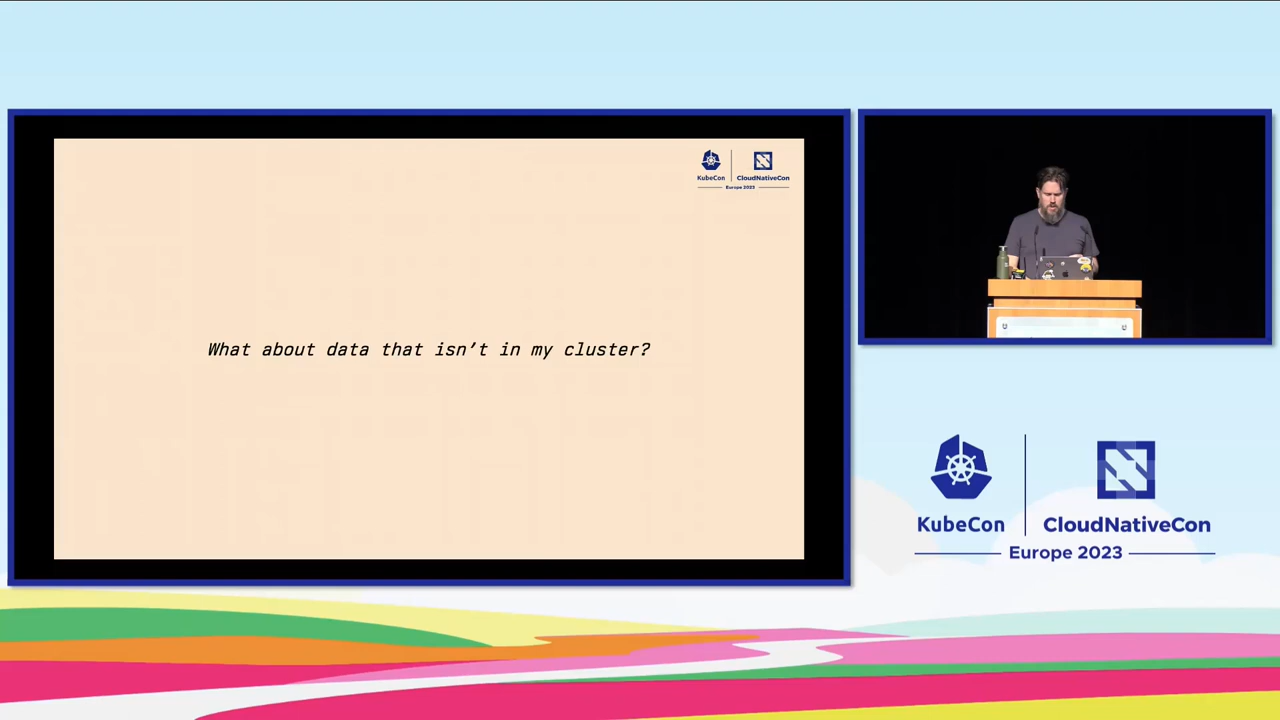 KubeCon
CloudNativeCon
Europe 2023
What about data that isn't in my cluster?
KubeCon
CloudNativeCon
Europe 2023